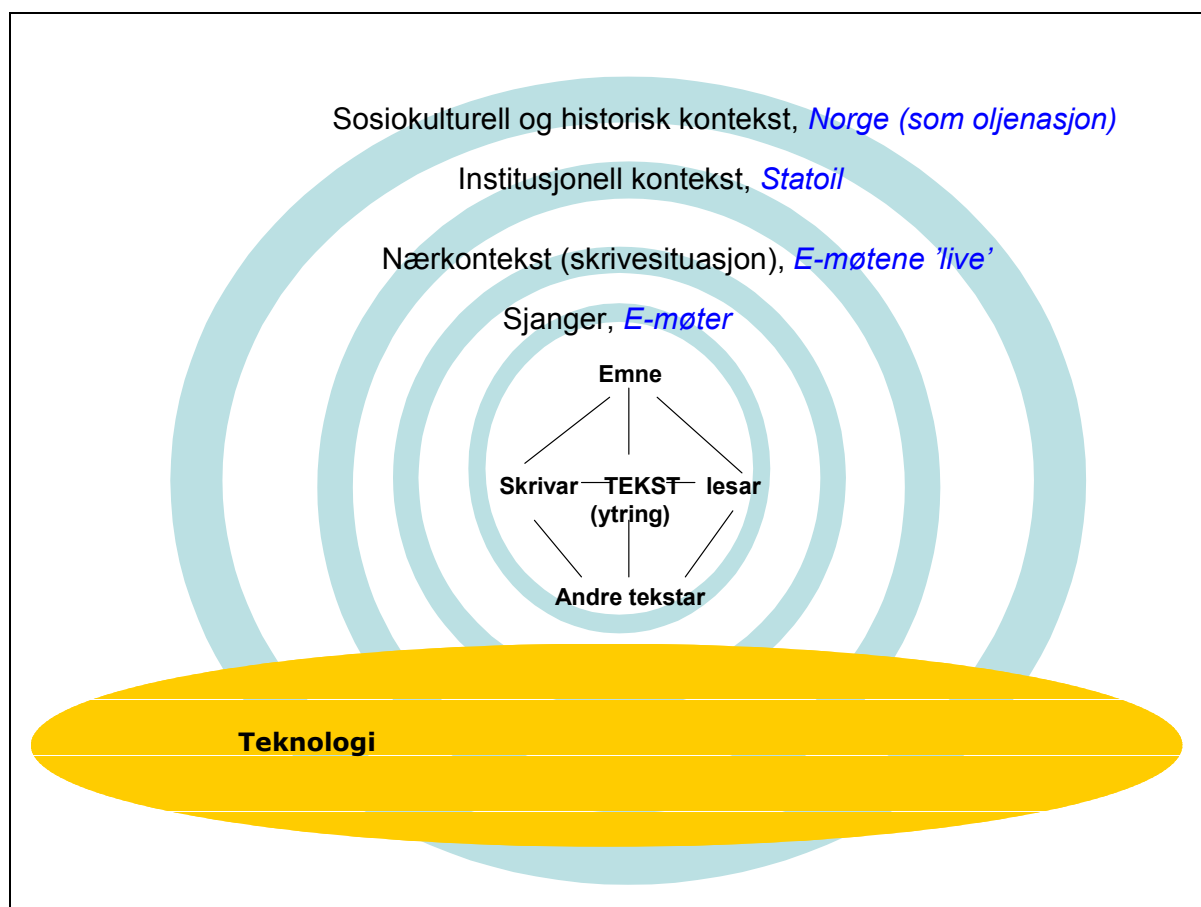 Sosiokulturell og historisk kontekst, Norge (som oljenasjon)
Institusjonell kontekst, Statoil
Nærkontekst (skrivesituasjon), E-møtene ’live’
Sjanger, E-møter
Emne
Skrivar TEKST lesar
(ytring)
Andre tekstar
Teknologi